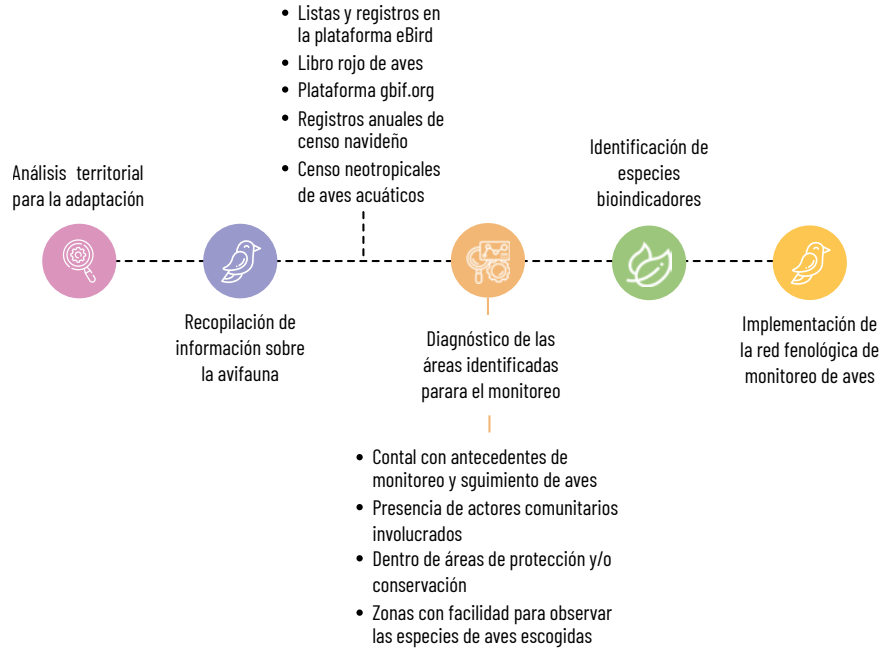 Análisis territorial
para la adaptación
Recopilación de
información sobre
la avifauna
• Listas y registros en
la plataforma eBird
• Libro rojo de aves
• Plataforma gbif.org
• Registros anuales de
censo navideño
• Censo neotropicales
de aves acuáticos
Diagnóstico de las
áreas identificadas
parara el monitoreo
• Contal con antecedentes de
monitoreo y sguimiento de aves
• Presencia de actores comunitarios
involucrados
• Dentro de áreas de protección y/o
conservación
• Zonas con facilidad para observar
las especies de aves escogidas
Identificación de
especies
bioindicadores
Implementación de
la red fenológica de
monitoreo de aves